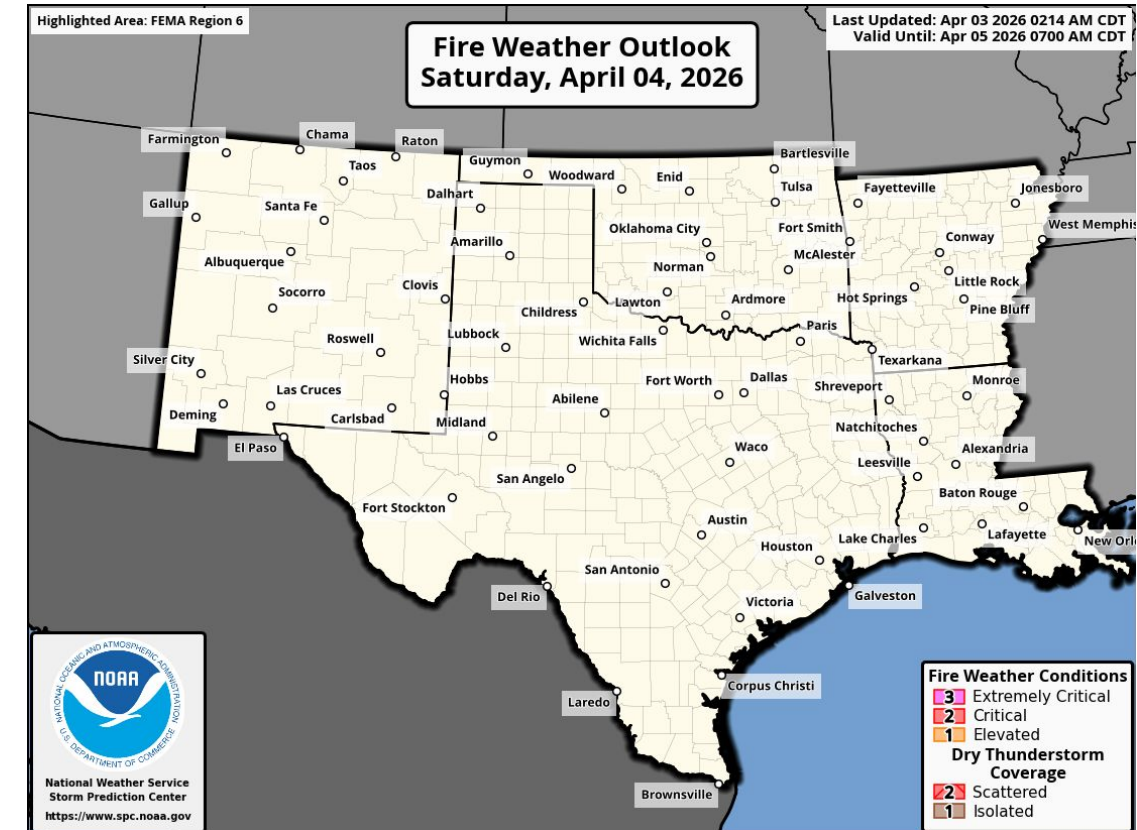 Highlighted Area: FEMA Region 6
Fire Weather Outlook
Saturday, April 04, 2026
Last Updated: Apr 03 2026 0214 AM CDT
Valid Until: Apr 05 2026 0700 AM CDT
Farmington
Chama
Raton
Taos
Guymon
Woodward
Enid
Bartlesville
Tulsa
Fayetteville
Jonesboro
Gallup
Santa Fe
Dalhart
Amarillo
Oklahoma City
Fort Smith
Conway
West Memphis
Albuquerque
Norman
McAlester
Little Rock
Socorro
Clovis
Childress
Lawton
Ardmore
Hot Springs
Pine Bluff
Roswell
Lubbock
Wichita Falls
Paris
Texarkana
Silver City
Las Cruces
Hobbs
Abilene
Fort Worth
Dallas
Shreveport
Monroe
Deming
Carlsbad
Midland
Natchitoches
El Paso
San Angelo
Waco
Leesville
Alexandria
Fort Stockton
Austin
Baton Rouge
Houston
Lake Charles
Lafayette
New Orl
Del Rio
San Antonio
Victoria
Galveston
Laredo
Corpus Christi
Brownsville
NATIONAL OCEANIC AND ATMOSPHERIC ADMINISTRATION
NOAA
U.S. DEPARTMENT OF COMMERCE
National Weather Service
Storm Prediction Center
https://www.spc.noaa.gov
Fire Weather Conditions
3 Extremely Critical
2 Critical
1 Elevated
Dry Thunderstorm
Coverage
2 Scattered
1 Isolated